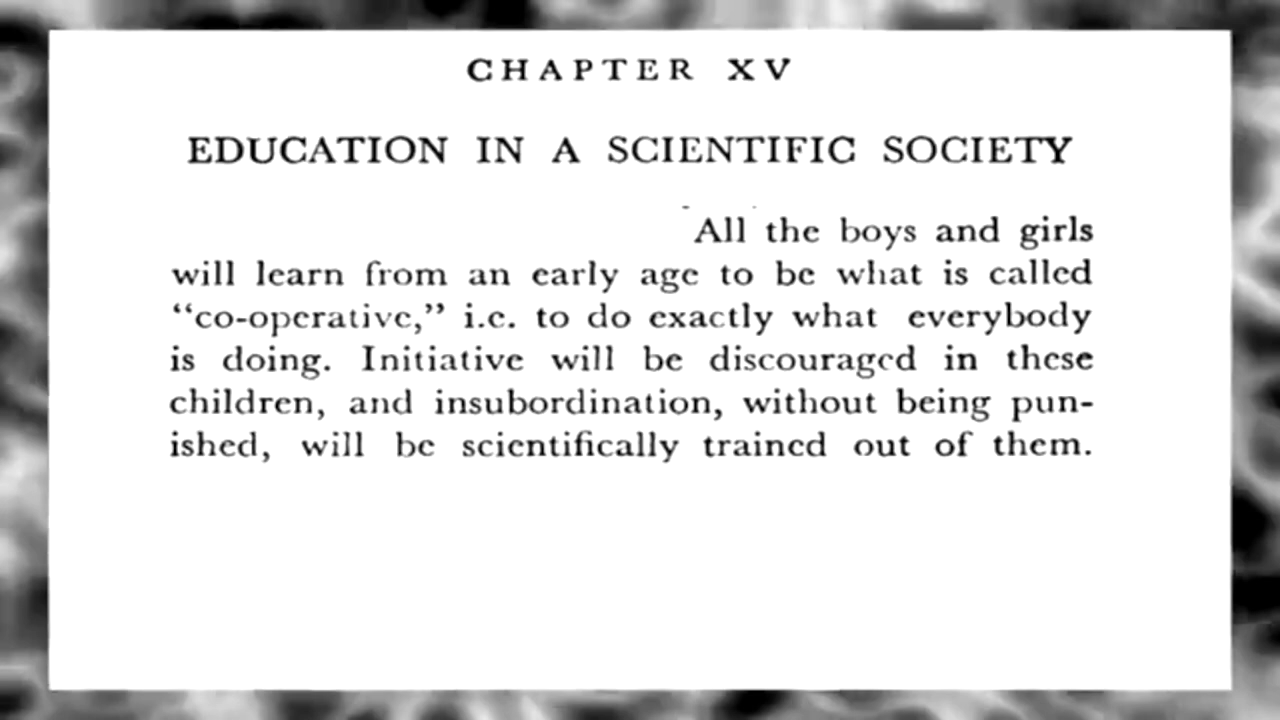 CHAPTER XV
EDUCATION IN A SCIENTIFIC SOCIETY
All the boys and girls
will learn from an early age to be what is called
“co-operative,” i.e. to do exactly what everybody
is doing. Initiative will be discouraged in these
children, and insubordination, without being pun-
ished, will be scientifically trained out of them.